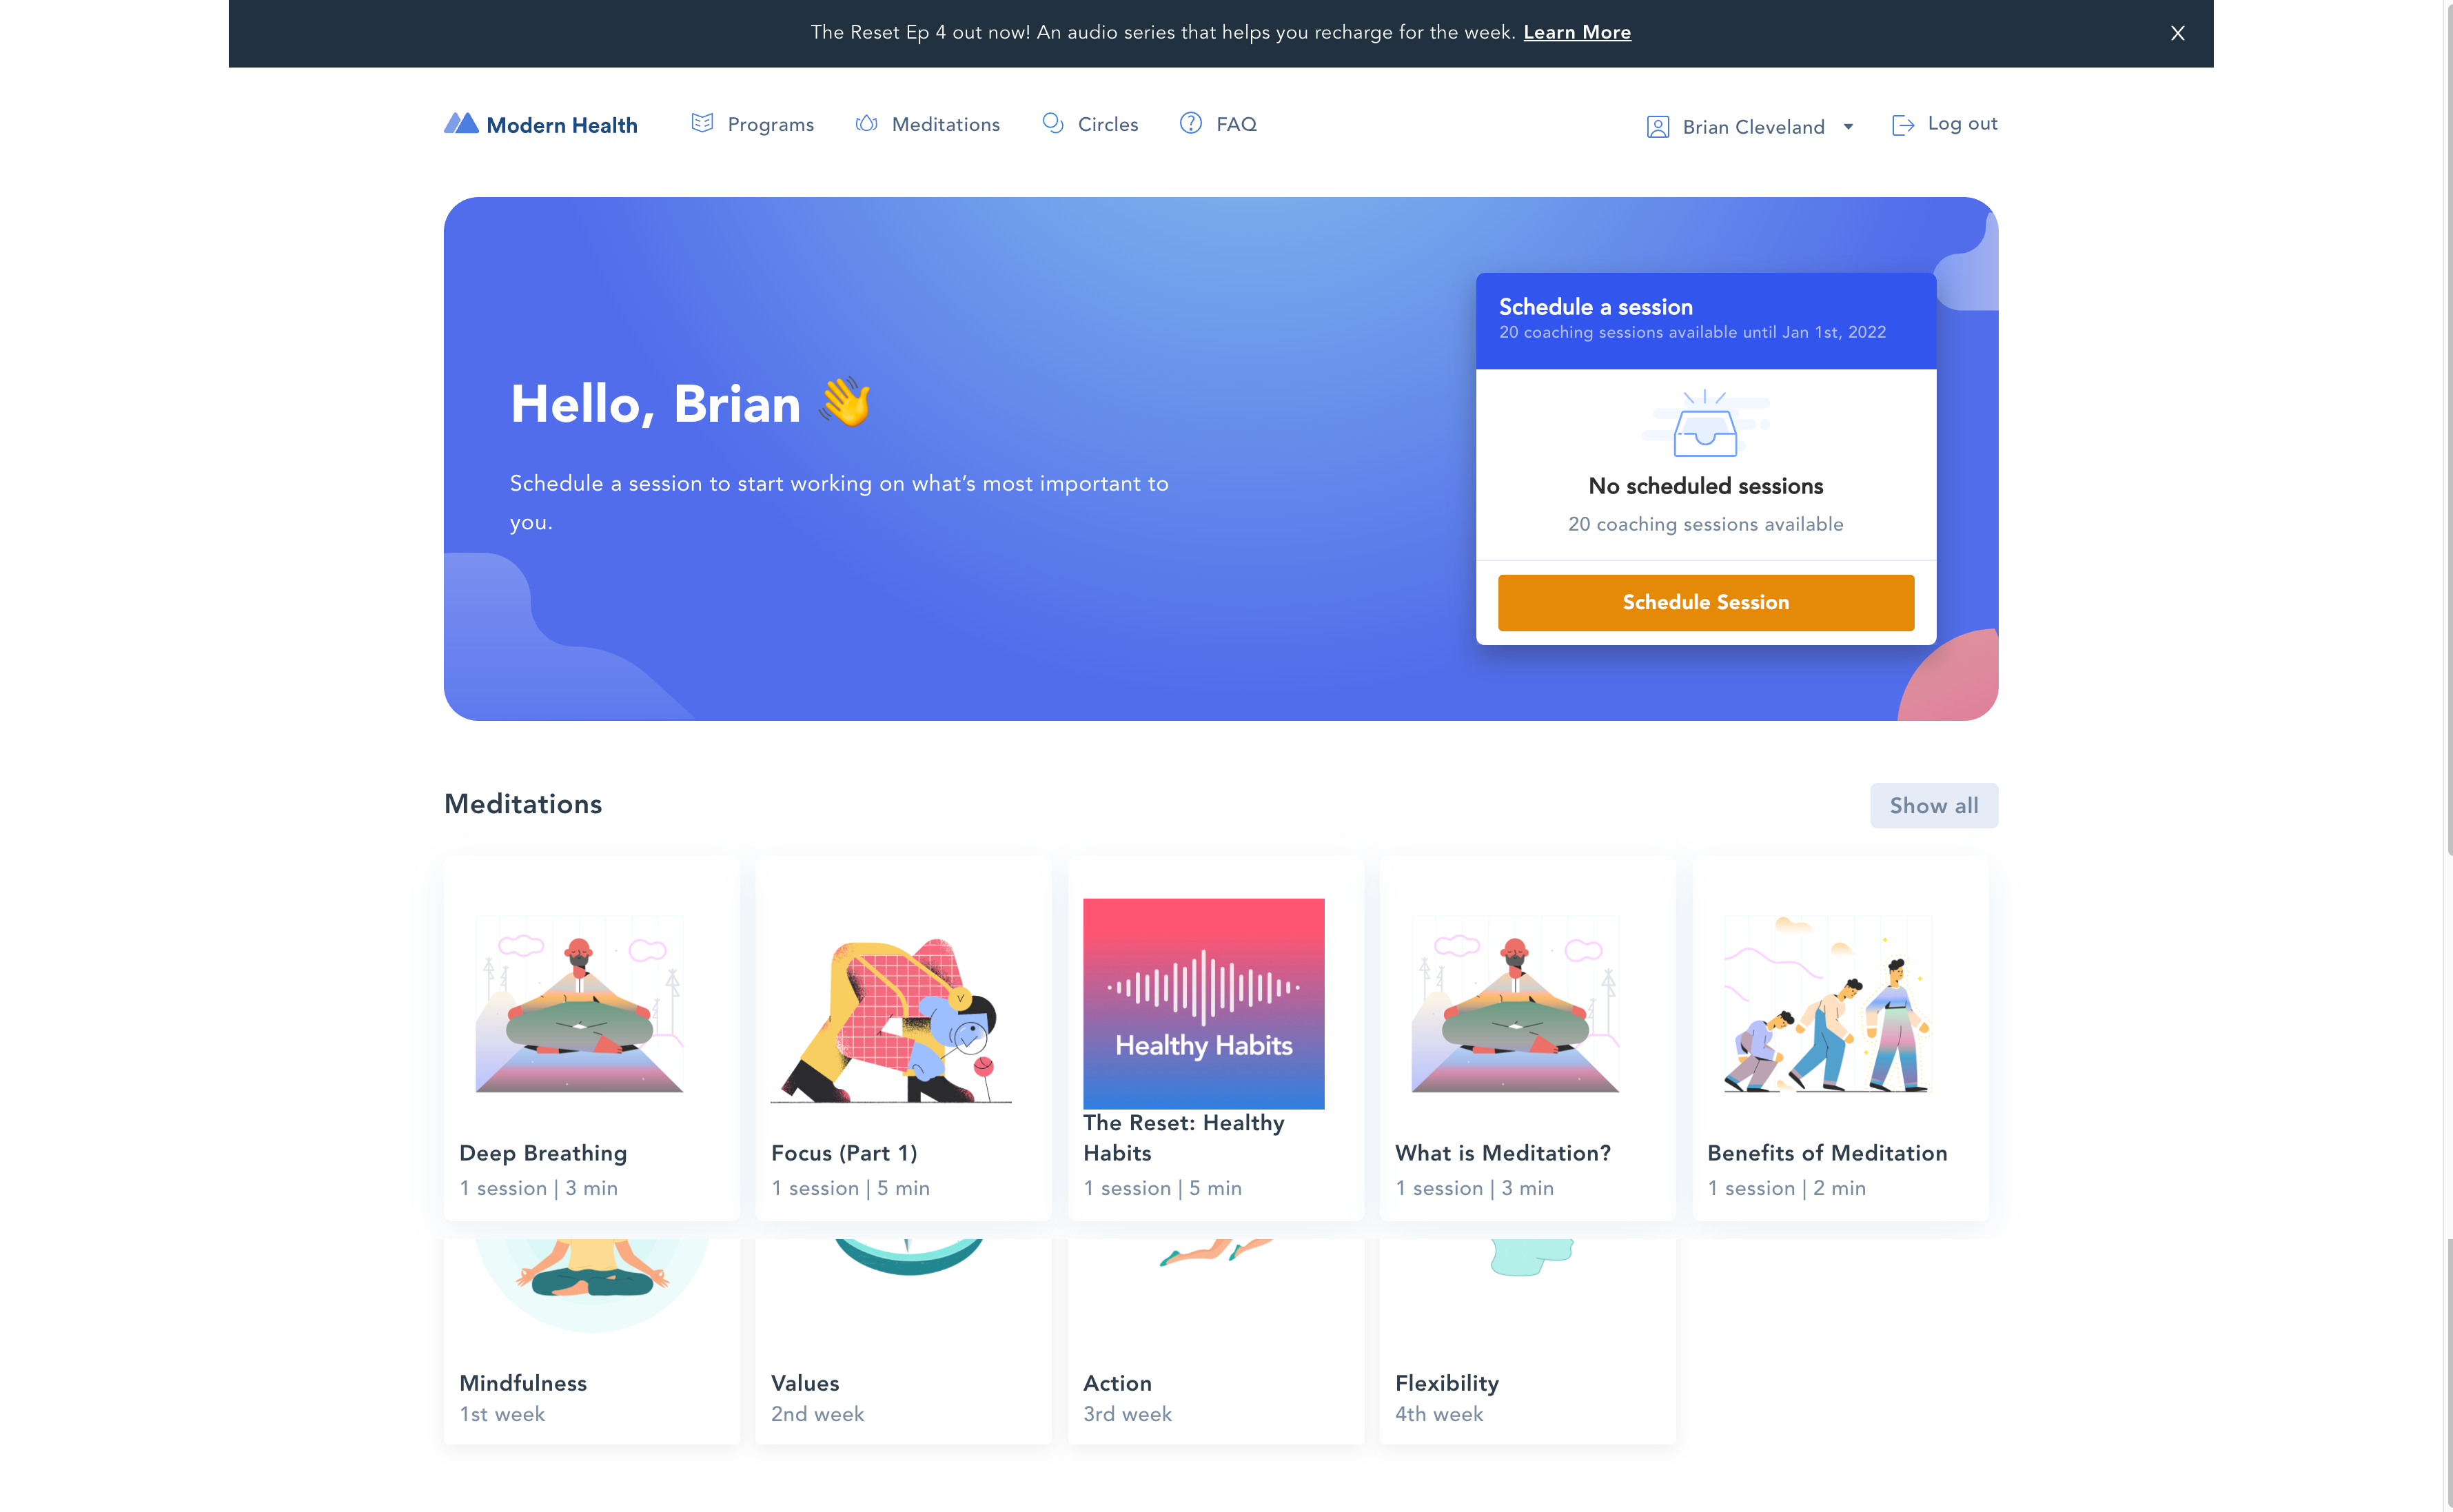 The Reset Ep 4 out now! An audio series that helps you recharge for the week. Learn More
X
Modern Health
Programs
Meditations
Circles
FAQ
Brian Cleveland
Log out
Hello, Brian 👋
Schedule a session to start working on what's most important to
you.
Schedule a session
20 coaching sessions available until Jan 1st, 2022
No scheduled sessions
20 coaching sessions available
Schedule Session
Meditations
Show all
Healthy Habits
Deep Breathing
1 session | 3 min
Focus (Part 1)
1 session | 5 min
The Reset: Healthy
Habits
1 session | 5 min
What is Meditation?
1 session | 3 min
Benefits of Meditation
1 session | 2 min
Mindfulness
1st week
Values
2nd week
Action
3rd week
Flexibility
4th week